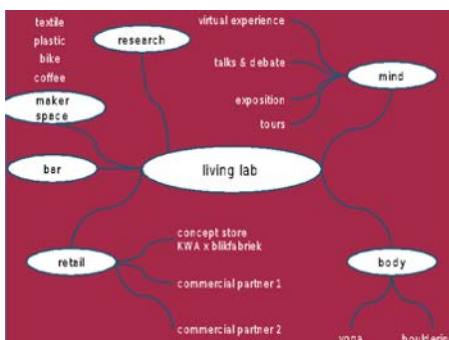 textile
plastic
bike
coffee
maker
space
research
bar
living lab
retail
concept store
KWA x blikfabriek
commercial partner 1
commercial partner 2
virtual experience
talks & debate
exposition
tours
mind
body
yoga